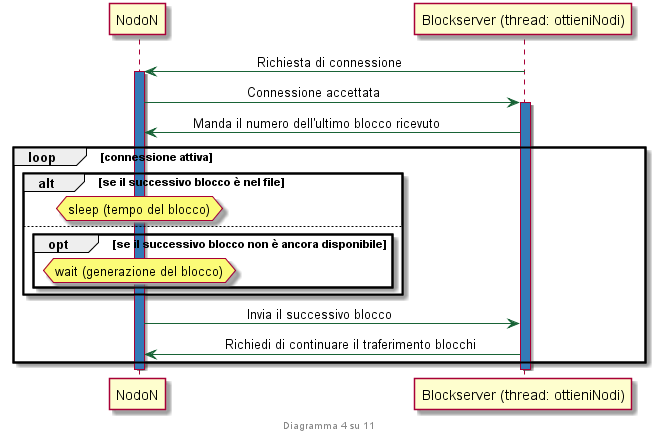 NodoN
Blockserver (thread: ottieniNodi)
Richiesta di connessione
Connessione accettata
Manda il numero dell'ultimo blocco ricevuto
loop [connessione attiva]
alt [se il successivo blocco è nel file]
sleep (tempo del blocco)
opt [se il successivo blocco non è ancora disponibile]
wait (generazione del blocco)
Invia il successivo blocco
Richiedi di continuare il traferimento blocchi
NodoN
Blockserver (thread: ottieniNodi)
Diagramma 4 su 11